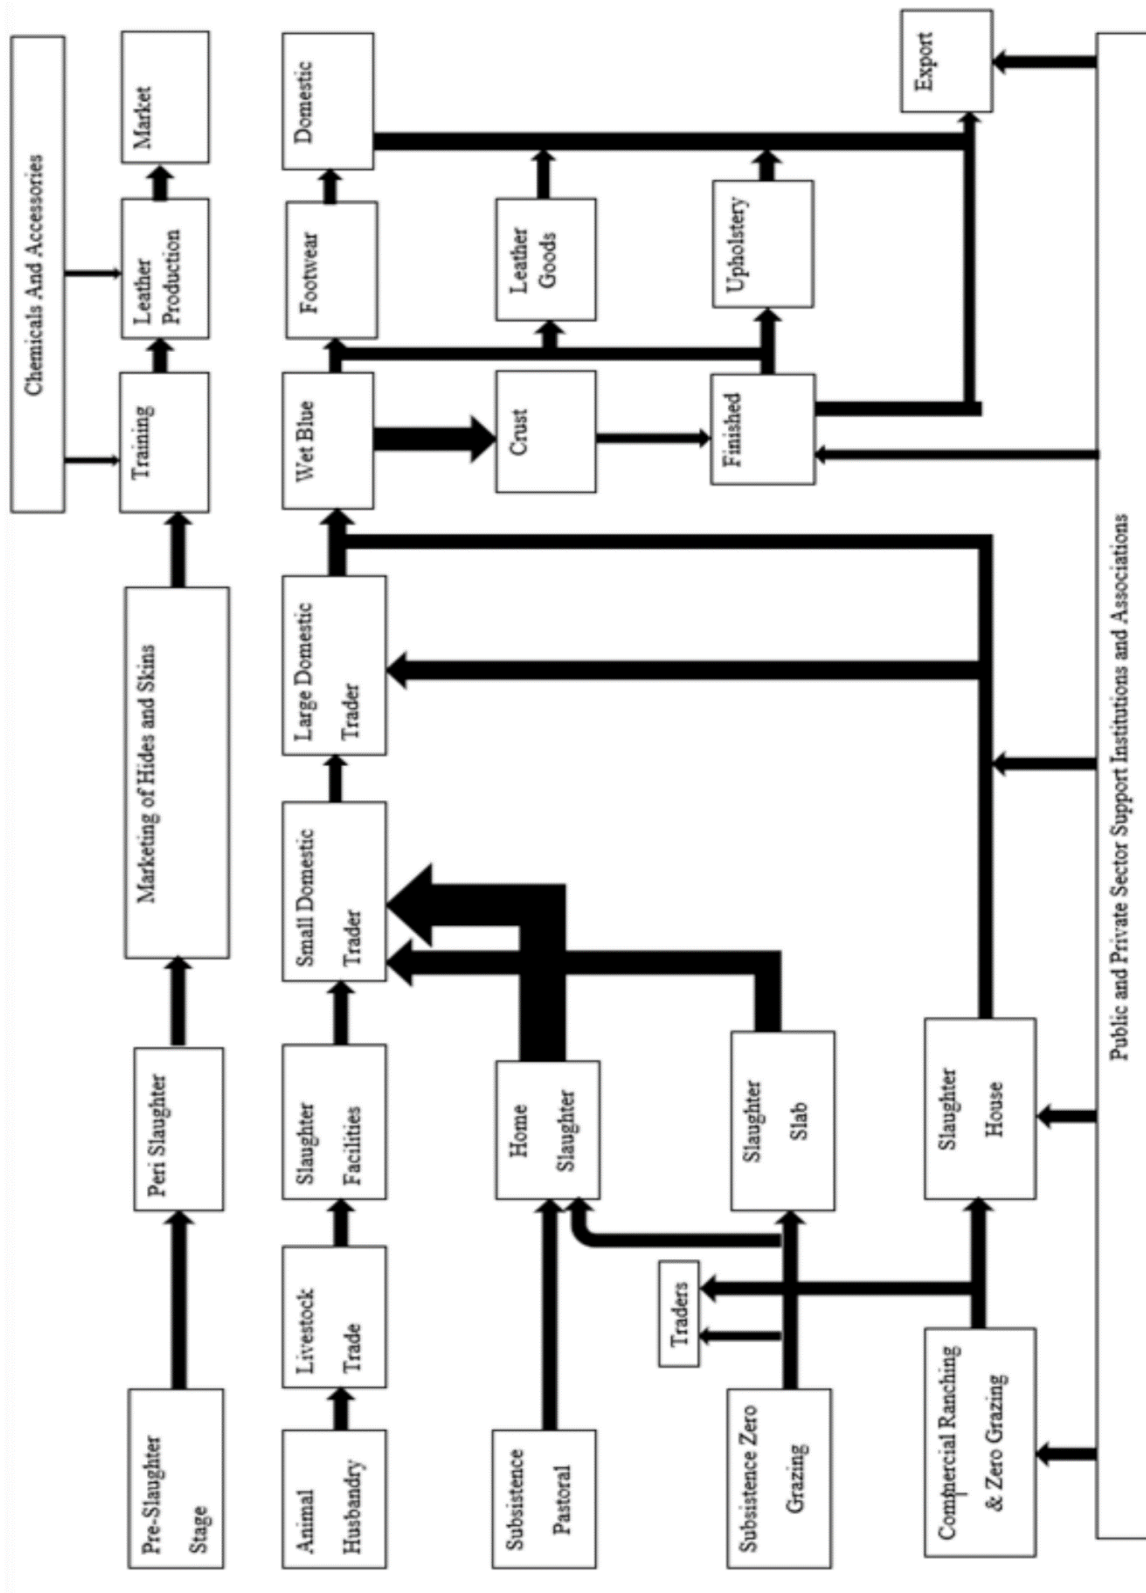 Chemicals And Accessories
Pre-Slaughter
Stage
Peri Slaughter
Marketing of Hides and Skins
Training
Leather
Production
Market
Animal
Husbandry
Livestock
Trade
Slaughter
Facilities
Small Domestic
Trader
Large Domestic
Trader
Wet Blue
Footwear
Domestic
Subsistence
Pastoral
Home
Slaughter
Crust
Leather
Goods
Traders
Subsistence Zero
Grazing
Slaughter
Slab
Finished
Upholstery
Commercial Ranching
& Zero Grazing
Slaughter
House
Export
Public and Private Sector Support Institutions and Associations